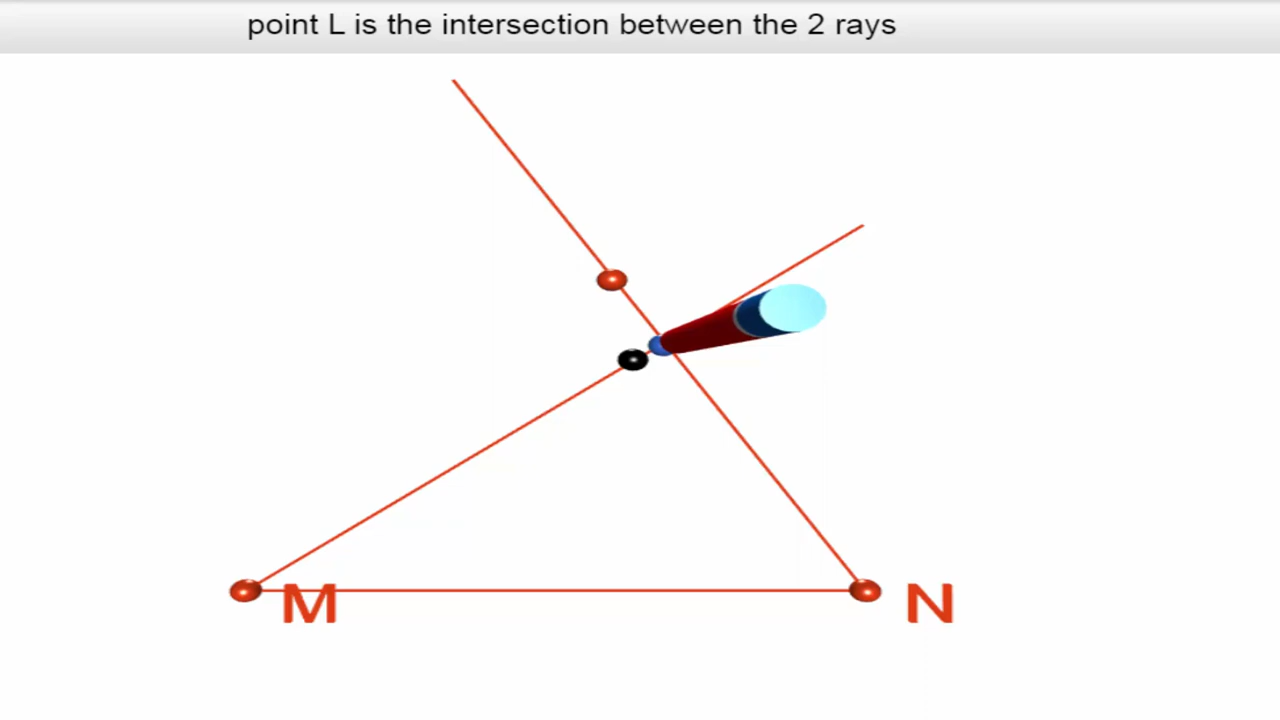 point L is the intersection between the 2 rays
M N